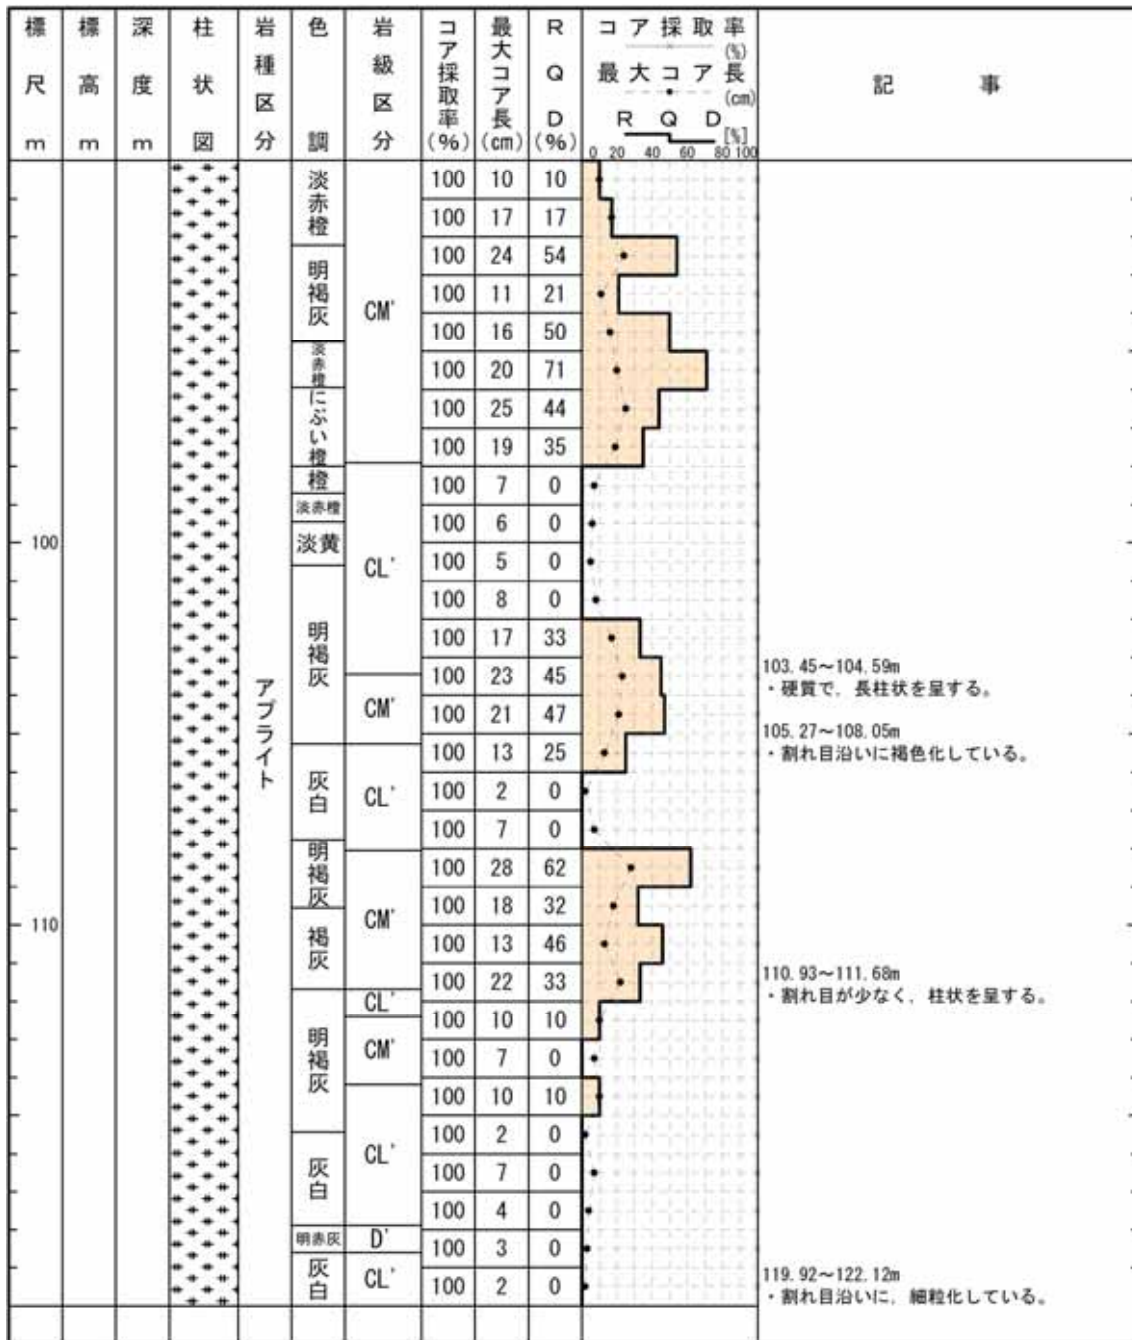 標尺m
標高m
深度m
柱状図
岩種区分
色調
岩級区分
コア採取率(%)
最大コア長(cm)
RQD(%)
コア採取率(%)
最大コア長(cm)
RQD[%]
0 20 40 60 80 100
記事
100
110
アプライト
淡赤橙
明褐灰
淡赤橙
にぶい橙
橙
淡赤橙
淡黄
明褐灰
灰白
明褐灰
褐灰
明褐灰
灰白
明赤灰
灰白
CM'
CL'
CM'
CL'
CM'
CL'
CM'
CL'
D'
CL'
100 10 10
100 17 17
100 24 54
100 11 21
100 16 50
100 20 71
100 25 44
100 19 35
100 7 0
100 6 0
100 5 0
100 8 0
100 17 33
100 23 45
100 21 47
100 13 25
100 2 0
100 7 0
100 28 62
100 18 32
100 13 46
100 22 33
100 10 10
100 7 0
100 10 10
100 2 0
100 7 0
100 4 0
100 3 0
100 2 0
103.45～104.59m
・硬質で、長柱状を呈する。
105.27～108.05m
・割れ目沿いに褐色化している。
110.93～111.68m
・割れ目が少なく、柱状を呈する。
119.92～122.12m
・割れ目沿いに、細粒化している。